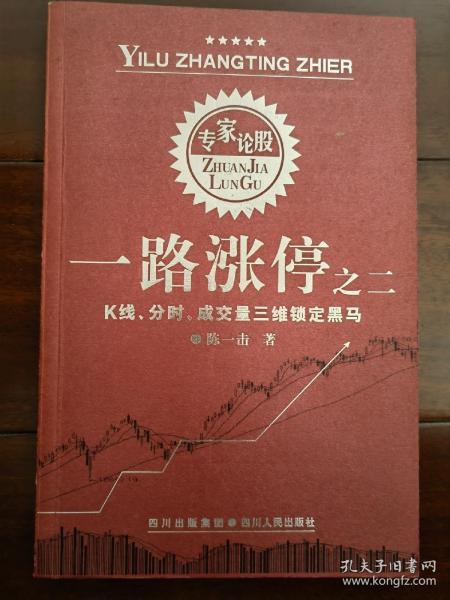 ★★★★★
YILU ZHANGTING ZHIER
专家论股
ZHUANJIA
LUNGU
一路涨停之二
K线、分时、成交量三维锁定黑马
陈一击 著
四川出版集团 四川人民出版社
孔夫子旧书网
www.kongfz.com